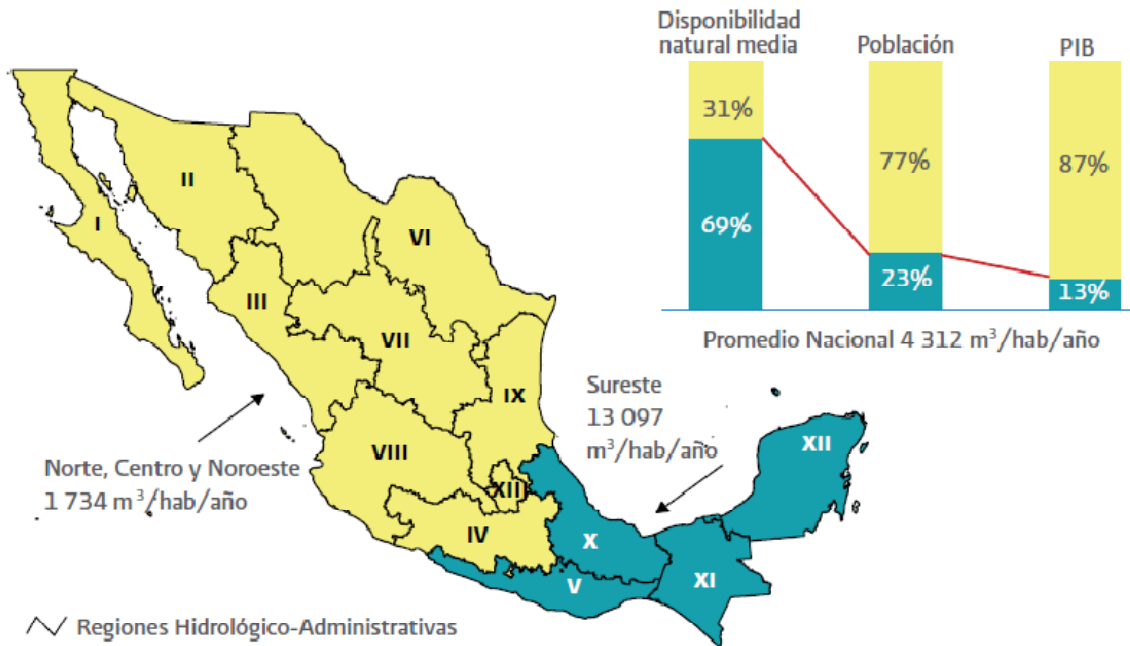 Disponibilidad
natural media
Población
PIB
31%
77%
87%
69%
23%
13%
Promedio Nacional 4 312 m³/hab/año
I
II
III
VI
VII
IX
VIII
XII
IV
X
V
XI
XII
Sureste
13 097
m³/hab/año
Norte, Centro y Noroeste
1 734 m³/hab/año
Regiones Hidrológico-Administrativas